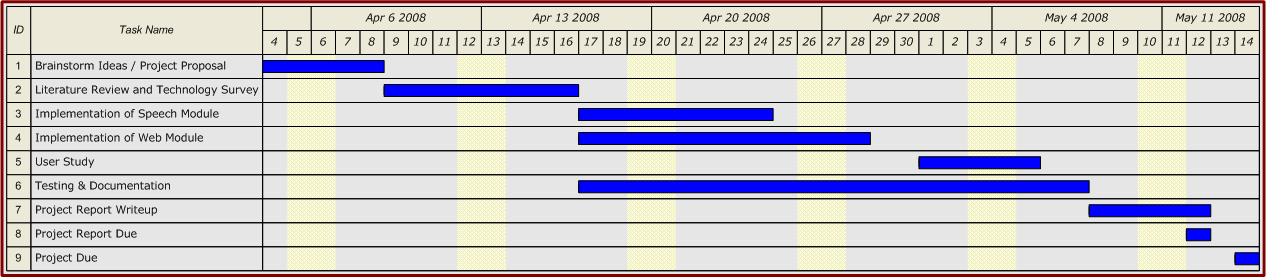 ID Task Name Apr 6 2008 Apr 13 2008 Apr 20 2008 Apr 27 2008 May 4 2008 May 11 2008
4 5 6 7 8 9 10 11 12 13 14 15 16 17 18 19 20 21 22 23 24 25 26 27 28 29 30 1 2 3 4 5 6 7 8 9 10 11 12 13 14
1 Brainstorm Ideas / Project Proposal
2 Literature Review and Technology Survey
3 Implementation of Speech Module
4 Implementation of Web Module
5 User Study
6 Testing & Documentation
7 Project Report Writeup
8 Project Report Due
9 Project Due